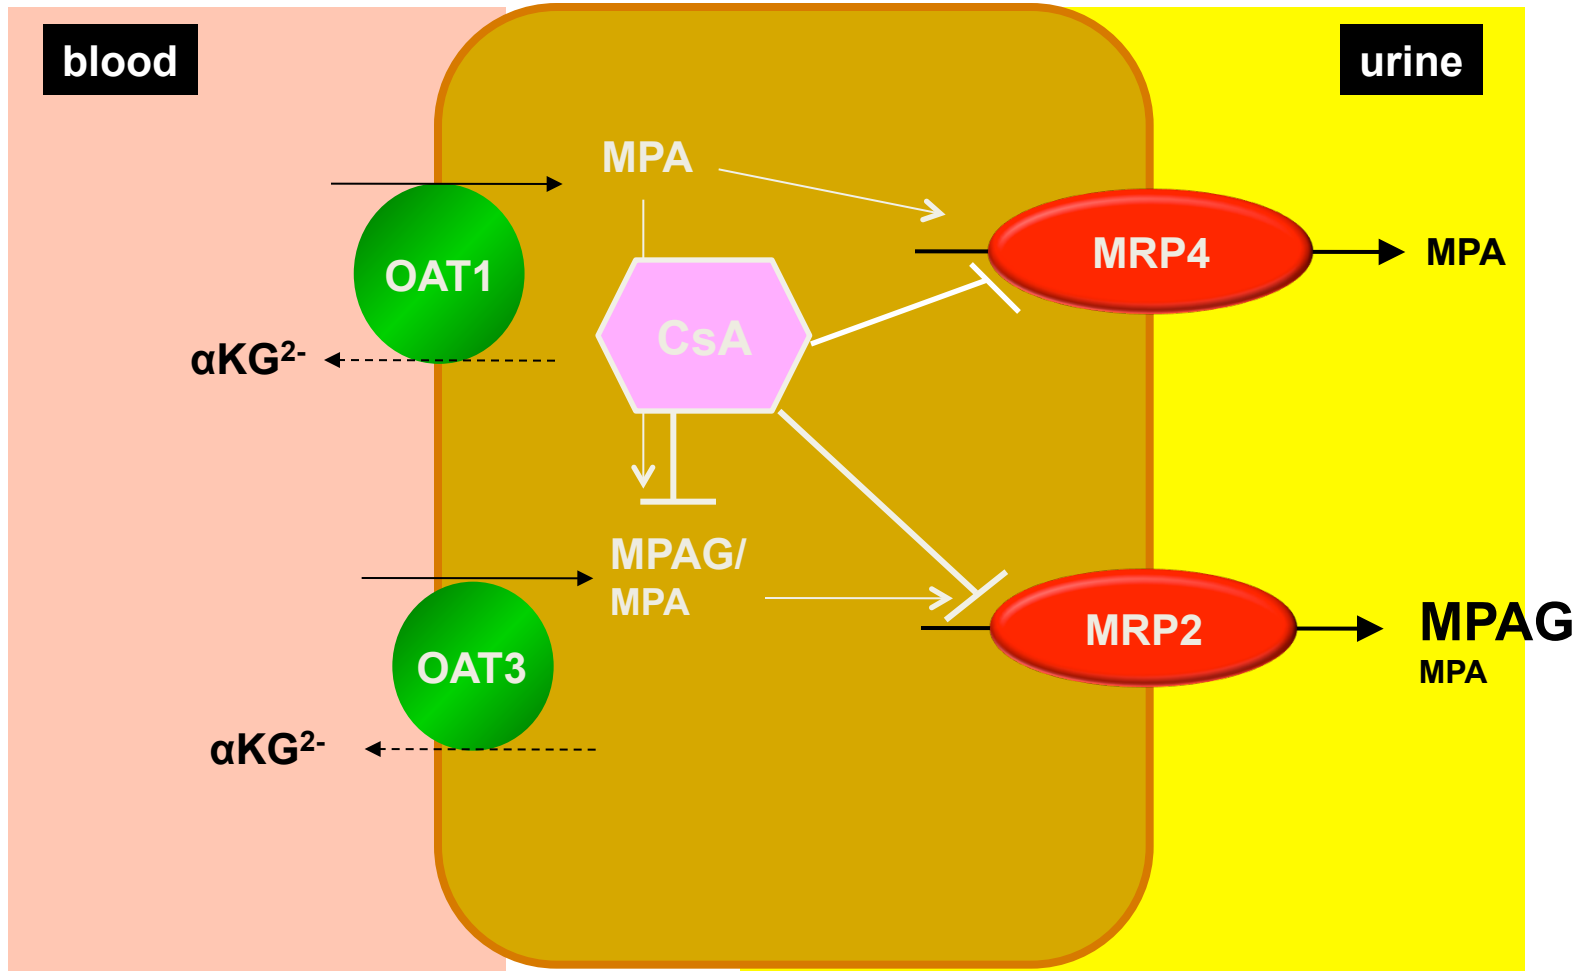 blood
urine
MPA
MRP4
MPA
OAT1
CsA
αKG²⁻
MPAG/
MPA
MRP2
MPAG
MPA
OAT3
αKG²⁻